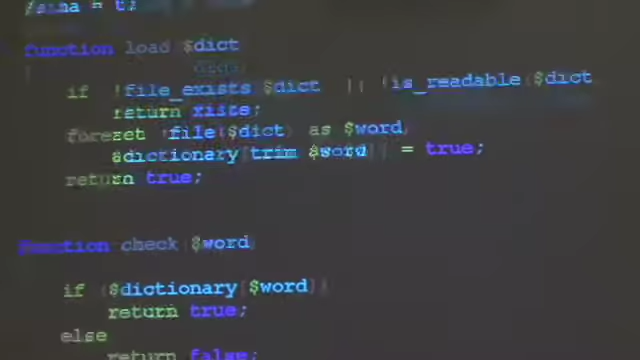 function load $dict
if !file_exists $dict || !is_readable($dict
return
foreach file($dict) as $word
$dictionary[trim $word]] = true;
return true;
function check $word
if ($dictionary[$word])
return true;
else
return false;